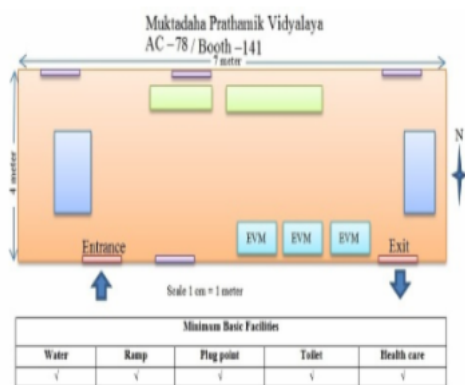 Muktadaha Prathamik Vidyalaya
AC –78 / Booth –141
7 meter
4 meter
N
EVM EVM EVM
Entrance
Exit
Scale 1 cm = 1 meter
Minimum Basic Facilities
Water Ramp Plug point Toilet Health care
√ √ √ √ √